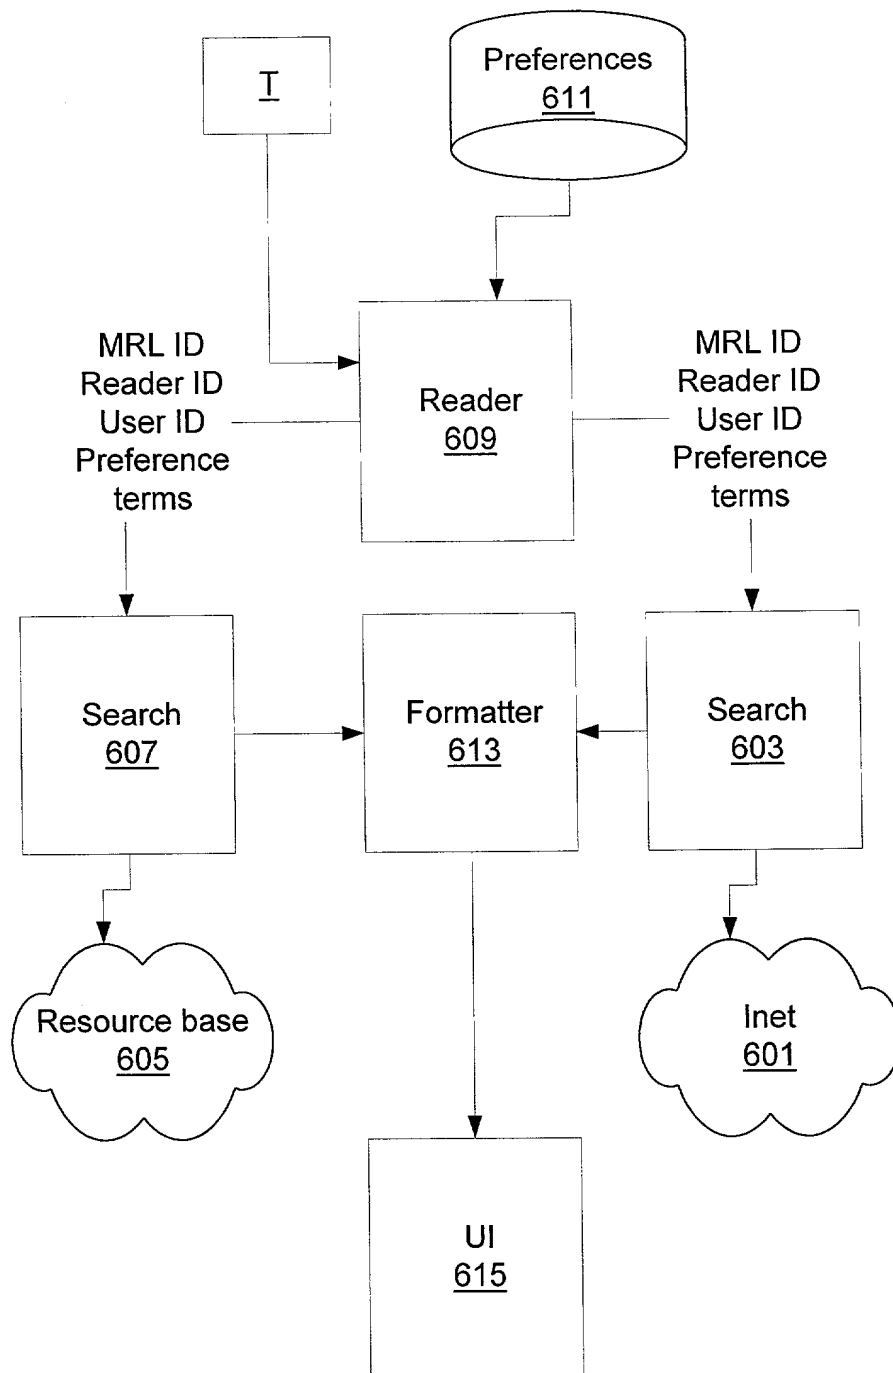 T
Preferences
611
MRL ID
Reader ID
User ID
Preference
terms
Reader
609
MRL ID
Reader ID
User ID
Preference
terms
Search
607
Formatter
613
Search
603
Resource base
605
Inet
601
UI
615